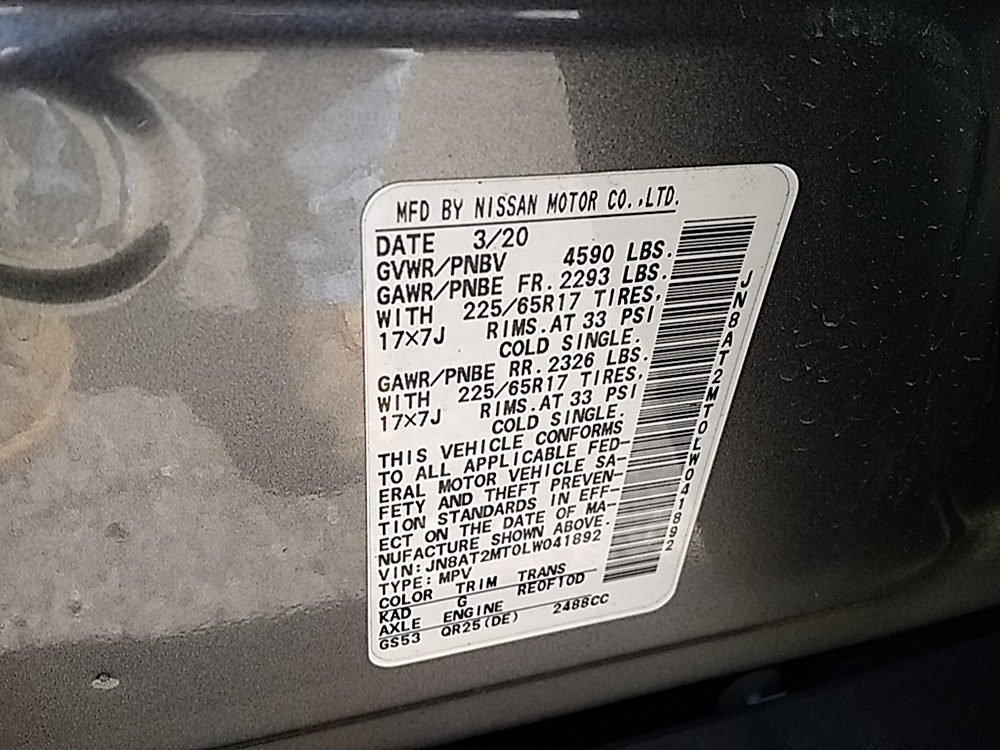 MFD BY NISSAN MOTOR CO.,LTD.
DATE 3/20
GVWR/PNBV 4590 LBS.
GAWR/PNBE FR. 2293 LBS.
WITH 225/65R17 TIRES,
17×7J RIMS.AT 33 PSI
COLD SINGLE.
GAWR/PNBE RR. 2326 LBS.
WITH 225/65R17 TIRES,
17×7J RIMS.AT 33 PSI
COLD SINGLE.
THIS VEHICLE CONFORMS
TO ALL APPLICABLE FED-
ERAL MOTOR VEHICLE SA-
FETY AND THEFT PREVEN-
TION STANDARDS IN EFF-
ECT ON THE DATE OF MA-
NUFACTURE SHOWN ABOVE.
VIN:JN8AT2MT0LW041892
TYPE:MPV
COLOR TRIM TRANS
KAD G RE0F10D
AXLE ENGINE
GS53 QR25(DE) 2488CC
JN8AT2MT0LW041892